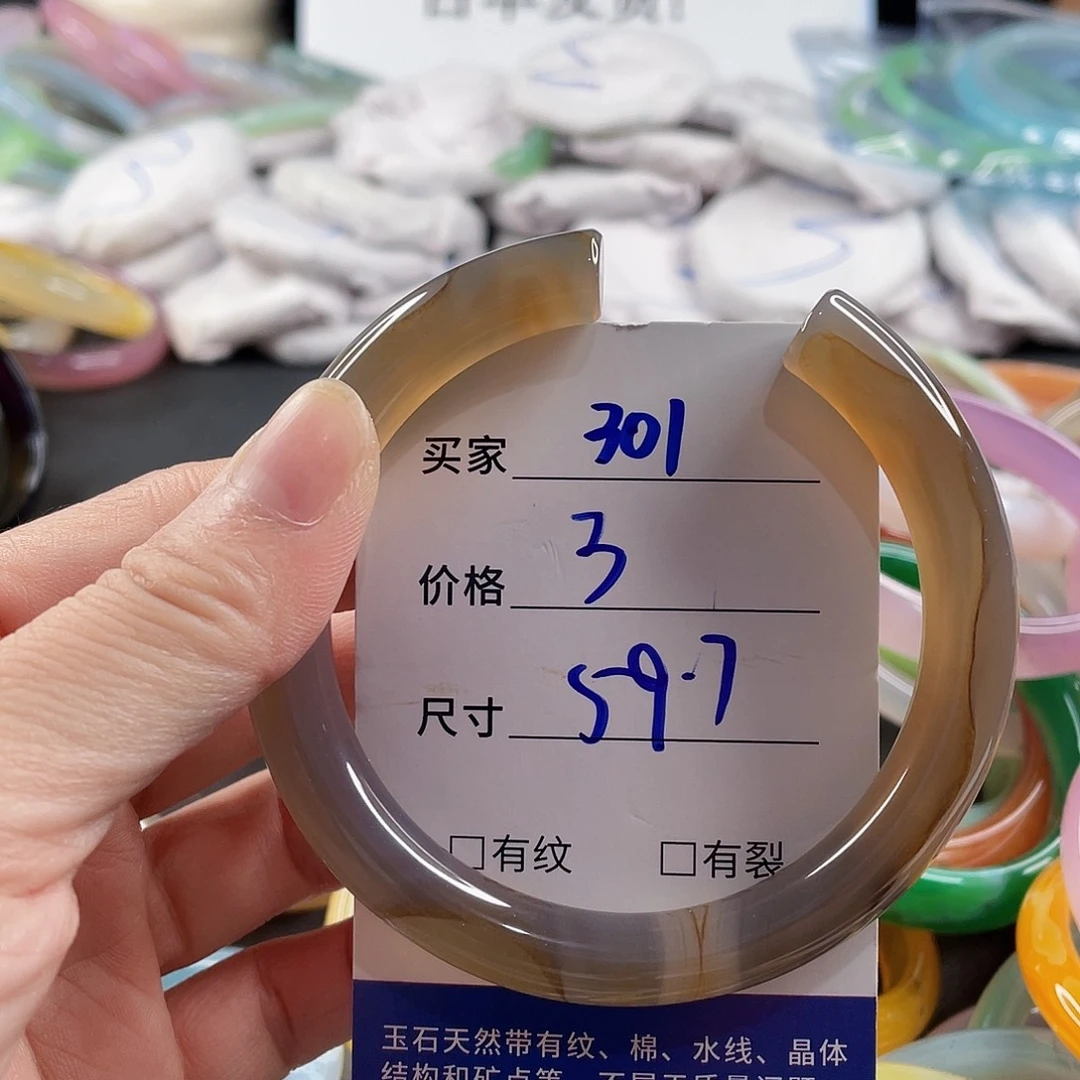 买家 301
价格 3
尺寸 59.7
□有纹 □有裂
玉石天然带有纹、棉、水线、晶体